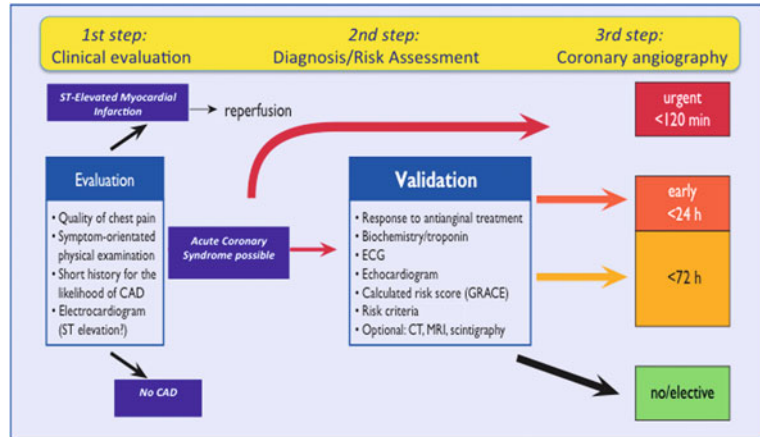 1st step:
Clinical evaluation
2nd step:
Diagnosis/Risk Assessment
3rd step:
Coronary angiography
ST-Elevated Myocardial
Infarction
reperfusion
urgent
<120 min
Evaluation
• Quality of chest pain
• Symptom-orientated
physical examination
• Short history for the
likelihood of CAD
• Electrocardiogram
(ST elevation?)
Acute Coronary
Syndrome possible
Validation
• Response to antianginal treatment
• Biochemistry/troponin
• ECG
• Echocardiogram
• Calculated risk score (GRACE)
• Risk criteria
• Optional: CT, MRI, scintigraphy
early
<24 h
<72 h
No CAD
no/elective